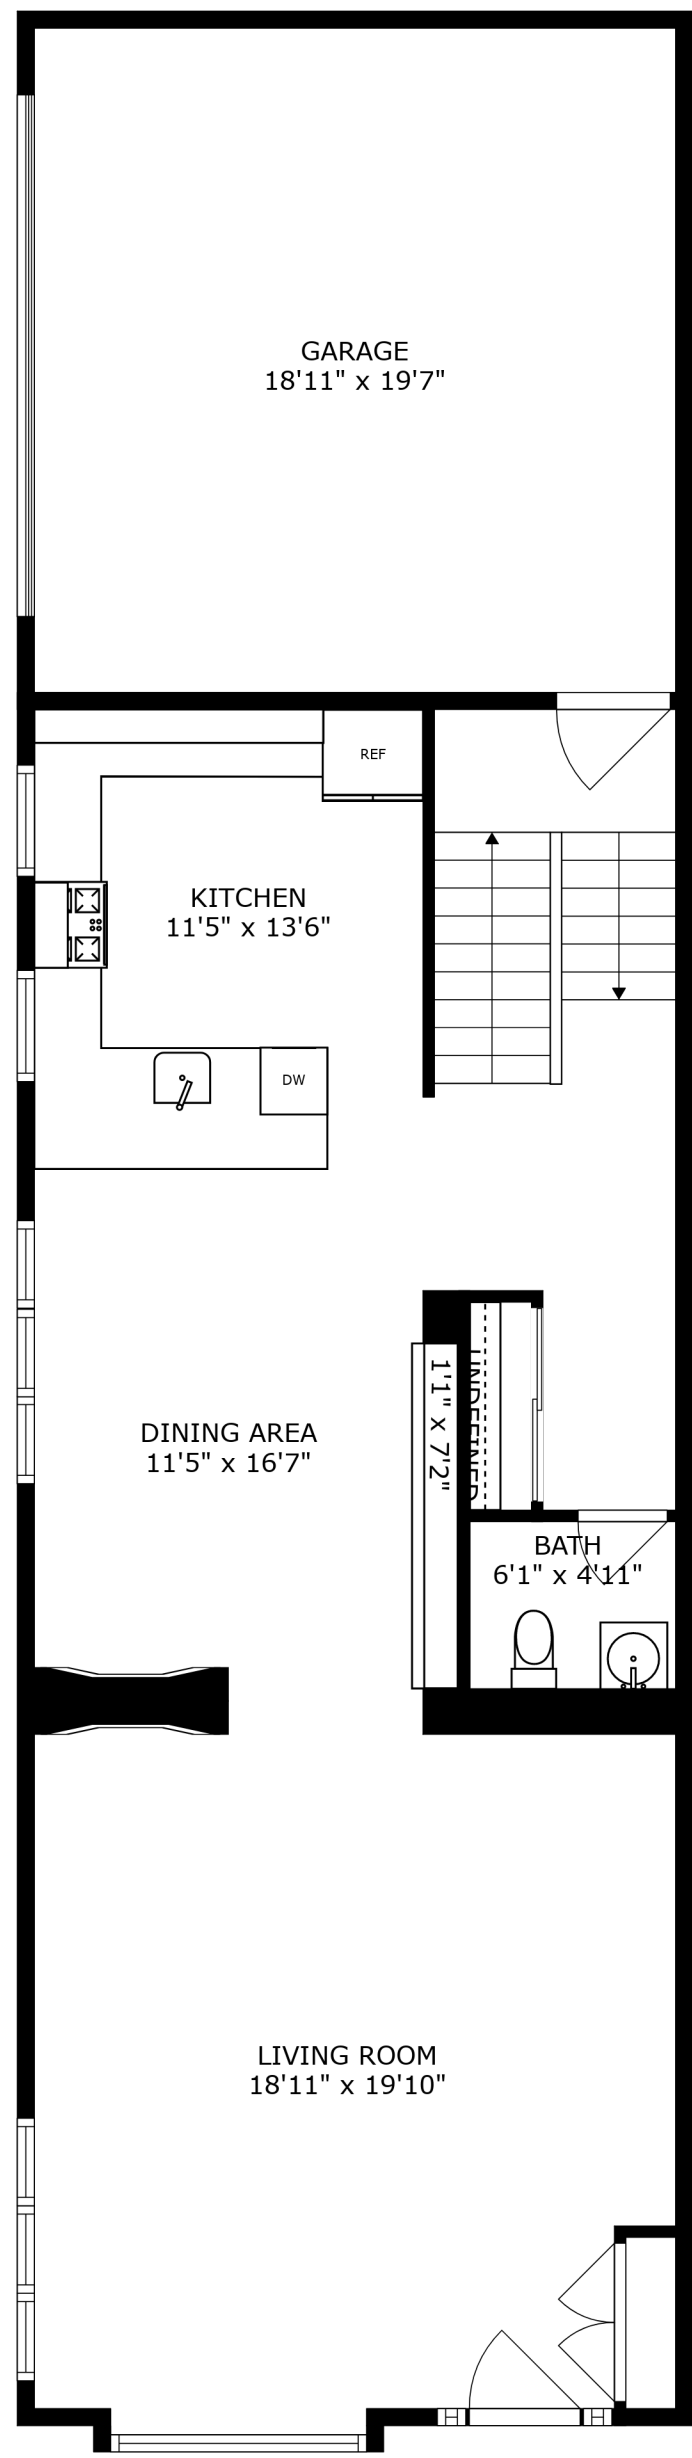 GARAGE
18'11" x 19'7"
REF
KITCHEN
11'5" x 13'6"
DW
UNDEFINED
1'1" x 7'2"
DINING AREA
11'5" x 16'7"
BATH
6'1" x 4'11"
LIVING ROOM
18'11" x 19'10"